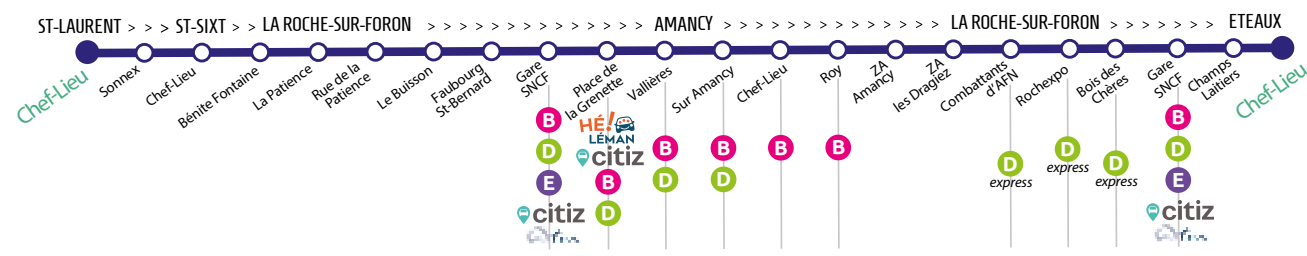 ST-LAURENT > > > ST-SIXT > > LA ROCHE-SUR-FORON > > > > > > > > > > > > > > AMANCY > > > > > > > > > > > > > > LA ROCHE-SUR-FORON > > > > > > ETEAUX
Chef-Lieu
Sonnex
Chef-Lieu
Bénite Fontaine
La Patience
Rue de la
Patience
Le Buisson
Faubourg
St-Bernard
Gare
SNCF
Place de
la Grenette
Vallières
Sur Amancy
Chef-Lieu
Roy
ZA
Amancy
ZA
les Dragiez
Combattants
d'AFN
Rochexpo
Bois des
Chères
Gare
SNCF
Champs
Laitiers
Chef-Lieu
B
D
E
citiz
HÉ!
LÉMAN
citiz
B
D
B
D
B
D
B
B
D
express
D
express
D
express
B
D
E
citiz